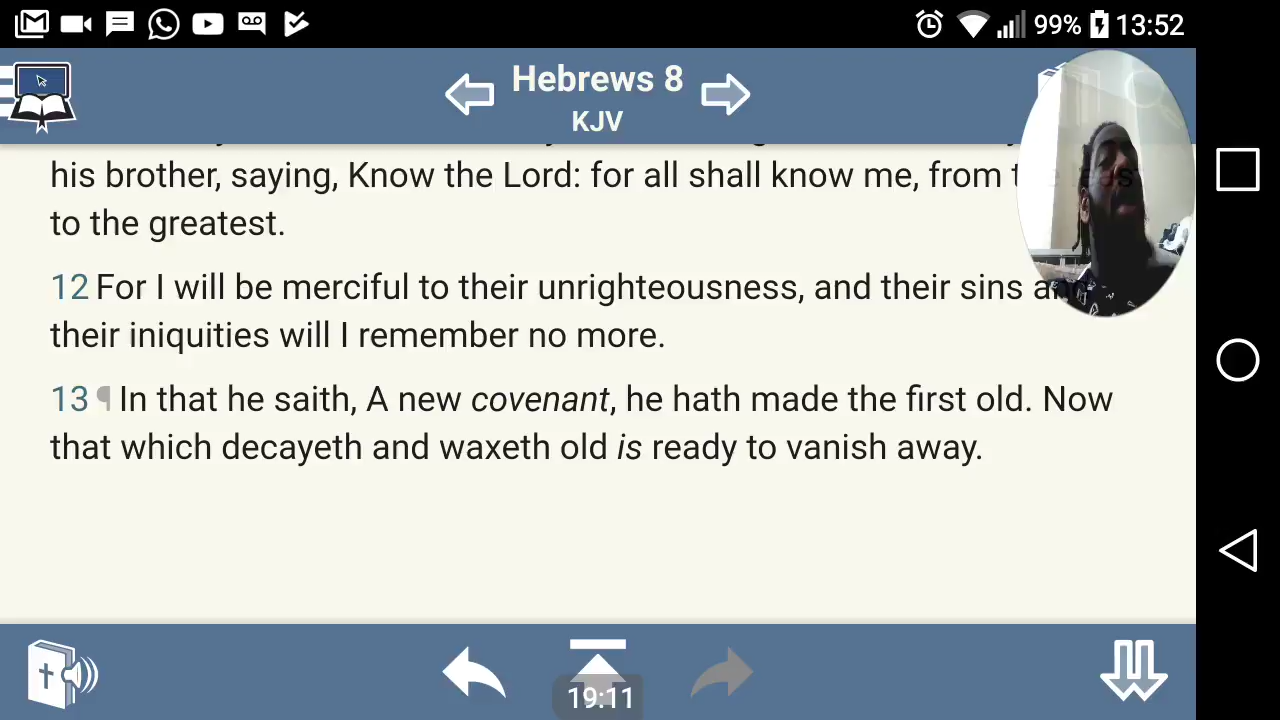 99% 13:52
Hebrews 8
KJV
his brother, saying, Know the Lord: for all shall know me, from the least
to the greatest.
12 For I will be merciful to their unrighteousness, and their sins and
their iniquities will I remember no more.
13 ¶ In that he saith, A new covenant, he hath made the first old. Now
that which decayeth and waxeth old is ready to vanish away.
19:11